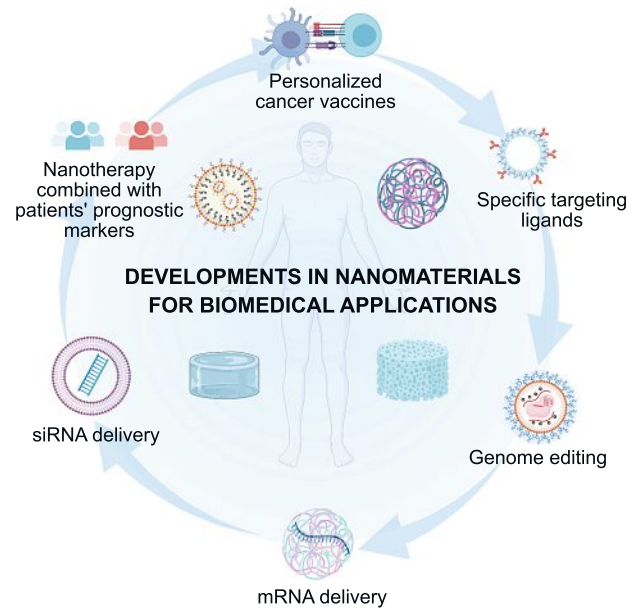 Personalized
cancer vaccines
Nanotherapy
combined with
patients' prognostic
markers
Specific targeting
ligands
DEVELOPMENTS IN NANOMATERIALS
FOR BIOMEDICAL APPLICATIONS
siRNA delivery
Genome editing
mRNA delivery